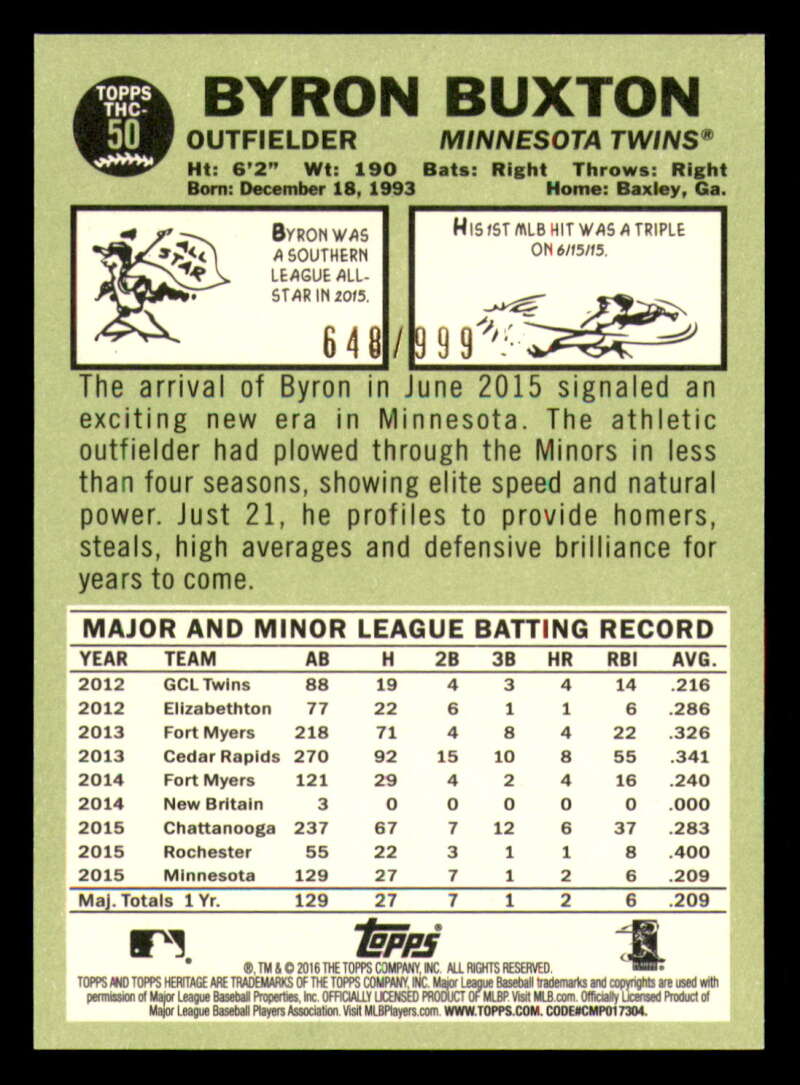 TOPPS
THC-
50
BYRON BUXTON
OUTFIELDER MINNESOTA TWINS®
Ht: 6'2" Wt: 190 Bats: Right Throws: Right
Born: December 18, 1993 Home: Baxley, Ga.
ALL
STAR
BYRON WAS
A SOUTHERN
LEAGUE ALL-
STAR IN 2015.
HIS 1ST MLB HIT WAS A TRIPLE
ON 6/15/15.
648/999
The arrival of Byron in June 2015 signaled an
exciting new era in Minnesota. The athletic
outfielder had plowed through the Minors in less
than four seasons, showing elite speed and natural
power. Just 21, he profiles to provide homers,
steals, high averages and defensive brilliance for
years to come.
MAJOR AND MINOR LEAGUE BATTING RECORD
YEAR TEAM AB H 2B 3B HR RBI AVG.
2012 GCL Twins 88 19 4 3 4 14 .216
2012 Elizabethton 77 22 6 1 1 6 .286
2013 Fort Myers 218 71 4 8 4 22 .326
2013 Cedar Rapids 270 92 15 10 8 55 .341
2014 Fort Myers 121 29 4 2 4 16 .240
2014 New Britain 3 0 0 0 0 0 .000
2015 Chattanooga 237 67 7 12 6 37 .283
2015 Rochester 55 22 3 1 1 8 .400
2015 Minnesota 129 27 7 1 2 6 .209
Maj. Totals 1 Yr. 129 27 7 1 2 6 .209
topps®
®, TM & © 2016 THE TOPPS COMPANY, INC. ALL RIGHTS RESERVED.
TOPPS AND TOPPS HERITAGE ARE TRADEMARKS OF THE TOPPS COMPANY, INC. Major League Baseball trademarks and copyrights are used with
permission of Major League Baseball Properties, Inc. OFFICIALLY LICENSED PRODUCT OF MLBP. Visit MLB.com. Officially Licensed Product of
Major League Baseball Players Association. Visit MLBPlayers.com. WWW.TOPPS.COM. CODE#CMP017304.